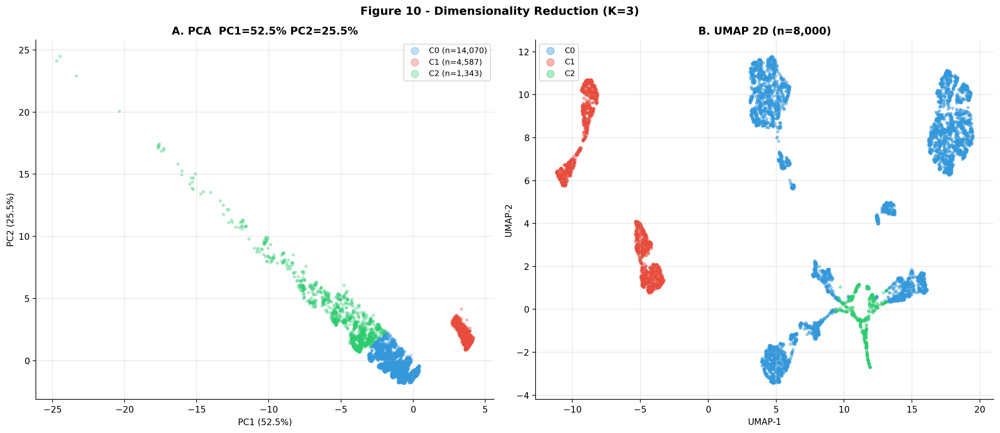 Figure 10 - Dimensionality Reduction (K=3)
A. PCA  PC1=52.5% PC2=25.5%
25
20
15
10
5
0
PC2 (25.5%)
C0 (n=14,070)
C1 (n=4,587)
C2 (n=1,343)
−25 −20 −15 −10 −5 0 5
PC1 (52.5%)
B. UMAP 2D (n=8,000)
12
10
8
6
4
2
0
−2
−4
UMAP-2
C0
C1
C2
−10 −5 0 5 10 15 20
UMAP-1